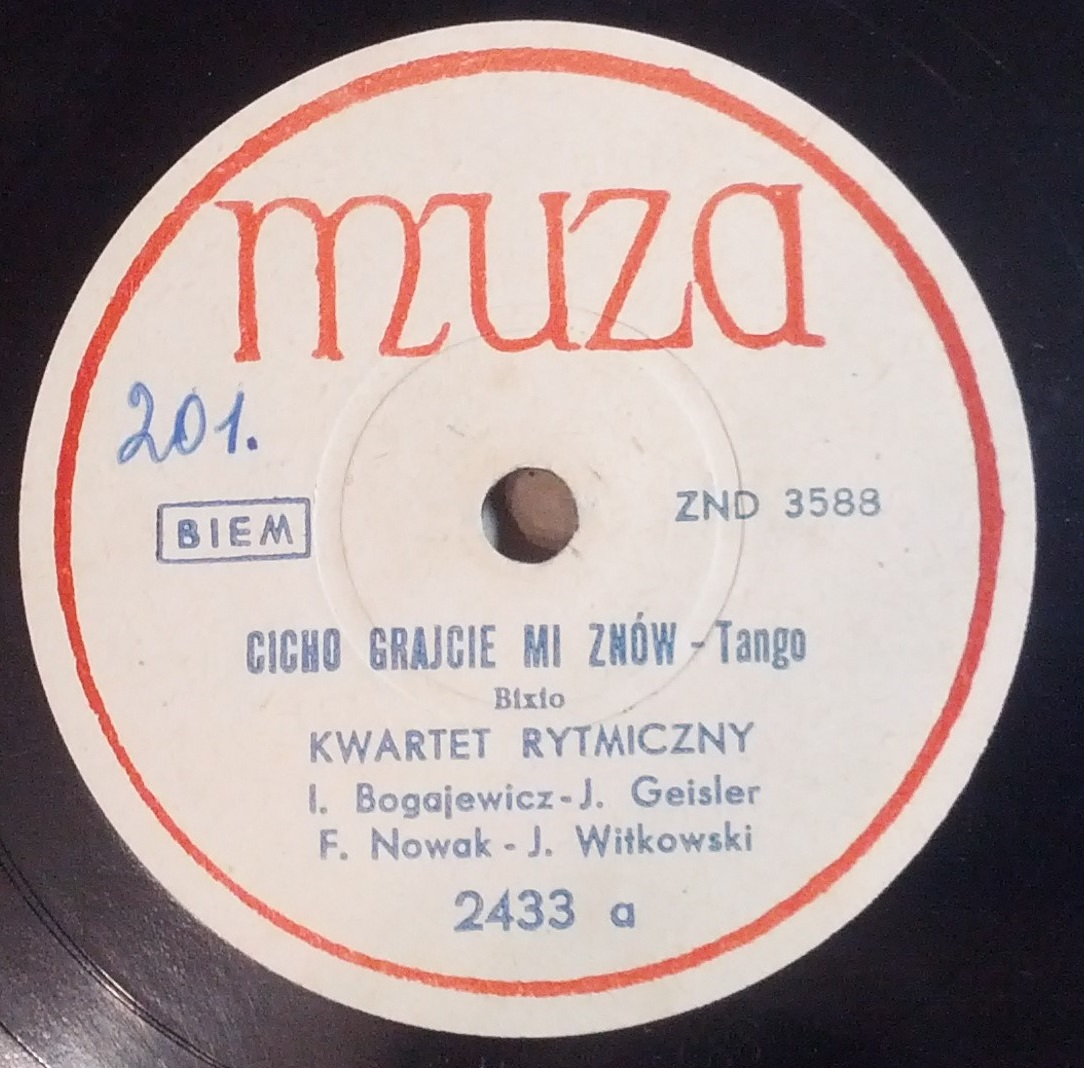 muza
201.
BIEM
ZND 3588
CICHO GRAJCIE MI ZNÓW - Tango
Bixio
KWARTET RYTMICZNY
I. Bogajewicz - J. Geisler
F. Nowak - J. Witkowski
2433 a